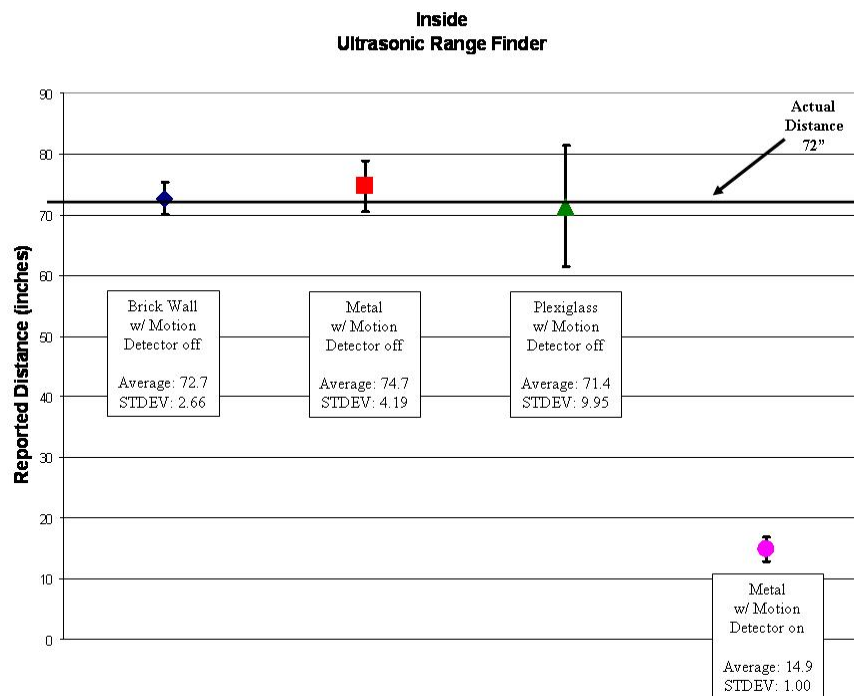 Inside
Ultrasonic Range Finder
Reported Distance (inches)
90
80
70
60
50
40
30
20
10
0
Actual
Distance
72”
Brick Wall
w/ Motion
Detector off
Average: 72.7
STDEV: 2.66
Metal
w/ Motion
Detector off
Average: 74.7
STDEV: 4.19
Plexiglass
w/ Motion
Detector off
Average: 71.4
STDEV: 9.95
Metal
w/ Motion
Detector on
Average: 14.9
STDEV: 1.00